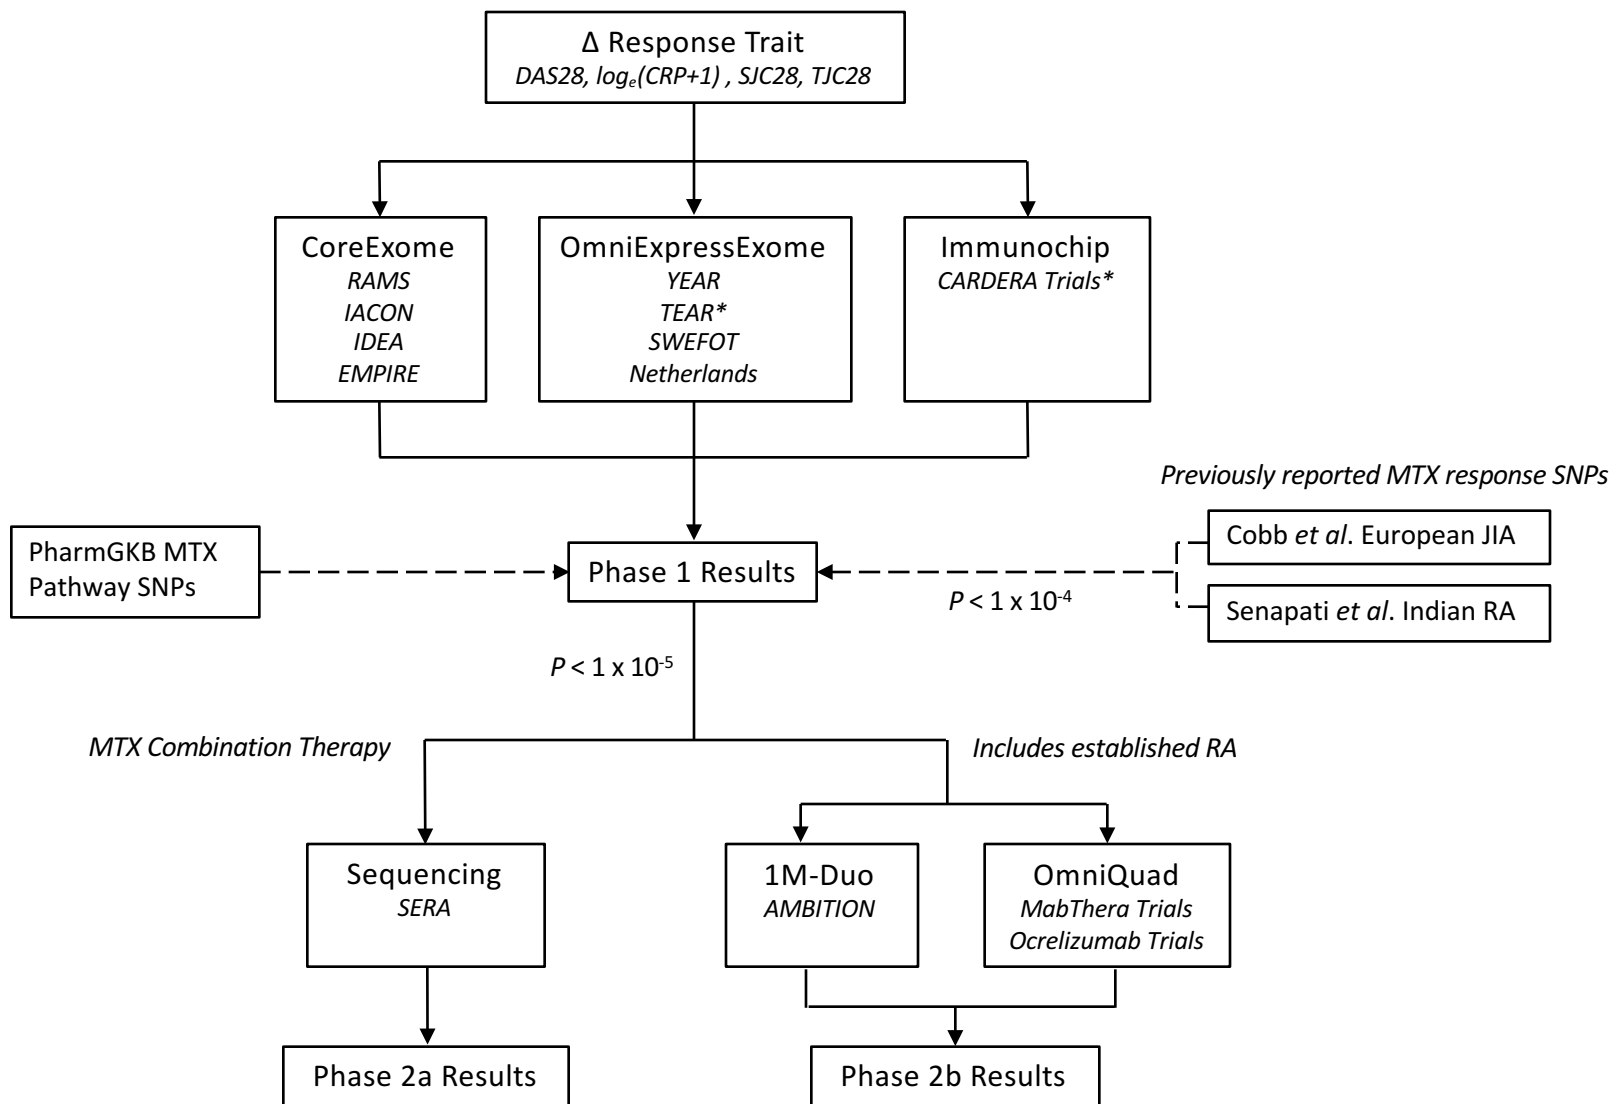 Δ Response Trait
DAS28, logₑ(CRP+1) , SJC28, TJC28
CoreExome
RAMS
IACON
IDEA
EMPIRE
OmniExpressExome
YEAR
TEAR*
SWEFOT
Netherlands
Immunochip
CARDERA Trials*
Previously reported MTX response SNPs
PharmGKB MTX
Pathway SNPs
Phase 1 Results
Cobb et al. European JIA
P < 1 x 10⁻⁴
Senapati et al. Indian RA
P < 1 x 10⁻⁵
MTX Combination Therapy
Includes established RA
Sequencing
SERA
1M-Duo
AMBITION
OmniQuad
MabThera Trials
Ocrelizumab Trials
Phase 2a Results
Phase 2b Results